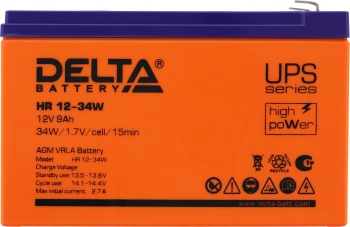 DELTA®
BATTERY
UPS
series
HR 12-34W
12V 9Ah
34W/1.7V/cell/15min
high
poWer
AGM VRLA Battery
Model HR 12-34W
Charge Voltage
Standby use 13.5-13.8V
Cycle use: 14.1-14.4V
Max initial current 2.7A
RECYCLE
Pb
www.delta-batt.com